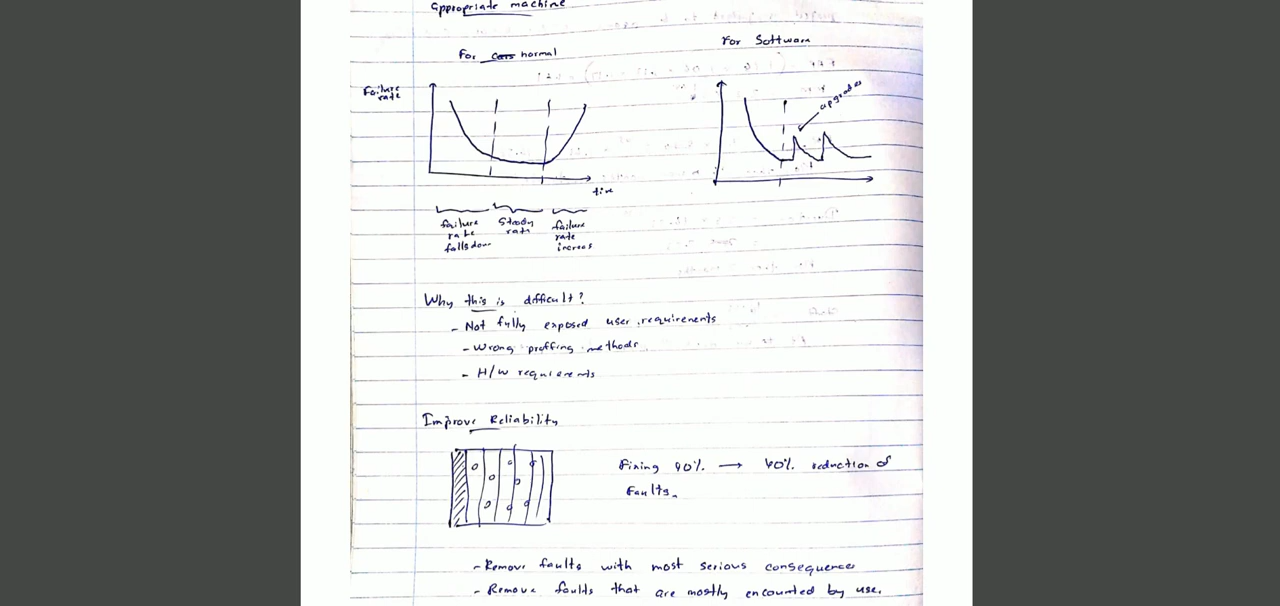 Appropriate machine
For cars normal
For Software
Failure rate
upgrades
time
failure rate falls down
steady rate
failure rate increas
Why this is difficult?
- Not fully exposed user requirements
- Wrong proffing methods
- H/W requirements
Improve Reliability
Fixing 90% → 40% reduction of
Faults.
- Remove faults with most serious consequences
- Remove faults that are mostly encounted by use.